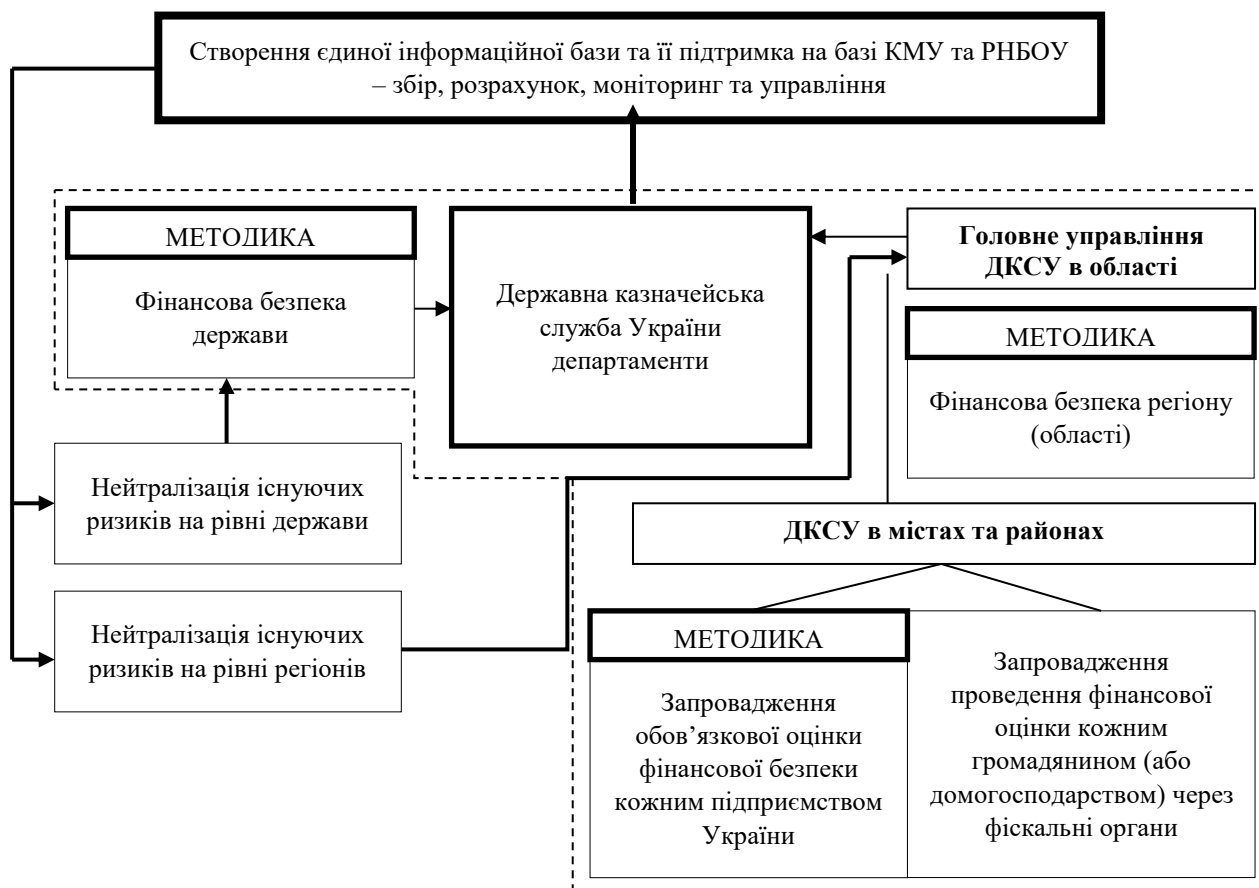 Створення єдиної інформаційної бази та її підтримка на базі КМУ та РНБОУ
– збір, розрахунок, моніторинг та управління
МЕТОДИКА
Фінансова безпека
держави
Державна казначейська
служба України
департаменти
Головне управління
ДКСУ в області
МЕТОДИКА
Фінансова безпека регіону
(області)
Нейтралізація існуючих
ризиків на рівні держави
ДКСУ в містах та районах
Нейтралізація існуючих
ризиків на рівні регіонів
МЕТОДИКА
Запровадження
обов’язкової оцінки
фінансової безпеки
кожним підприємством
України
Запровадження
проведення фінансової
оцінки кожним
громадянином (або
домогосподарством) через
фіскальні органи